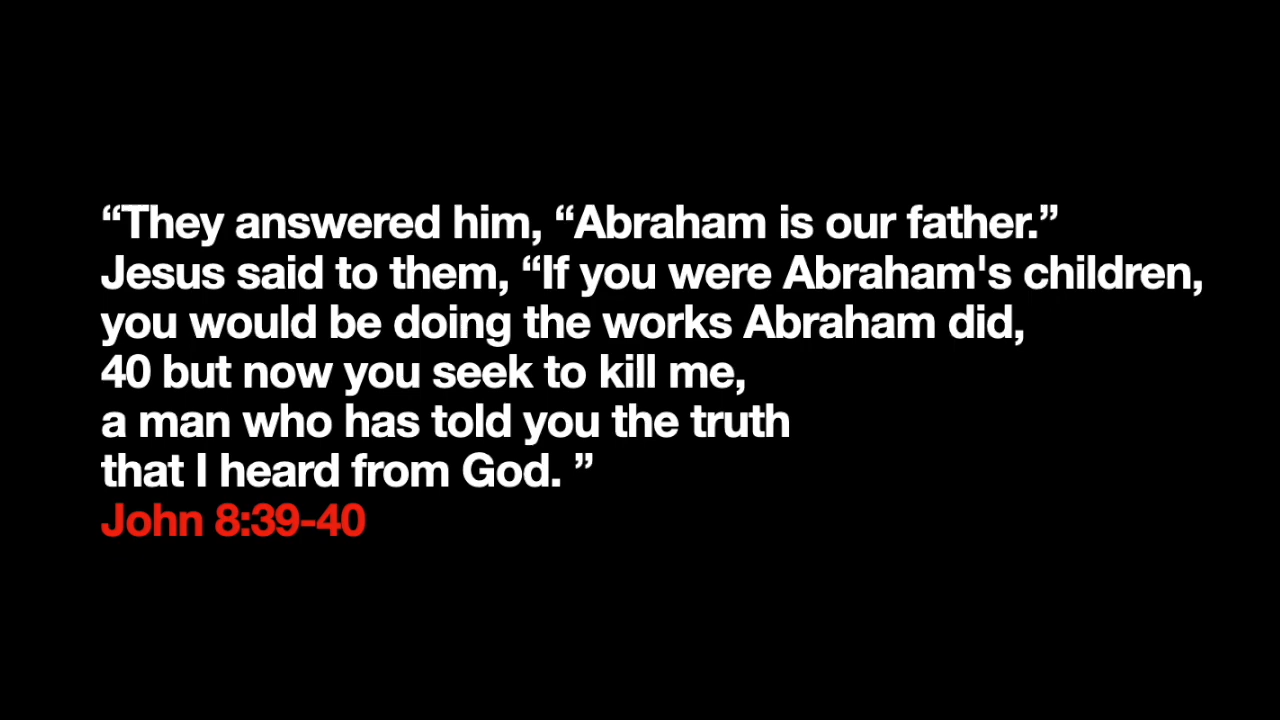 “They answered him, “Abraham is our father.”
Jesus said to them, “If you were Abraham's children,
you would be doing the works Abraham did,
40 but now you seek to kill me,
a man who has told you the truth
that I heard from God. ”
John 8:39-40